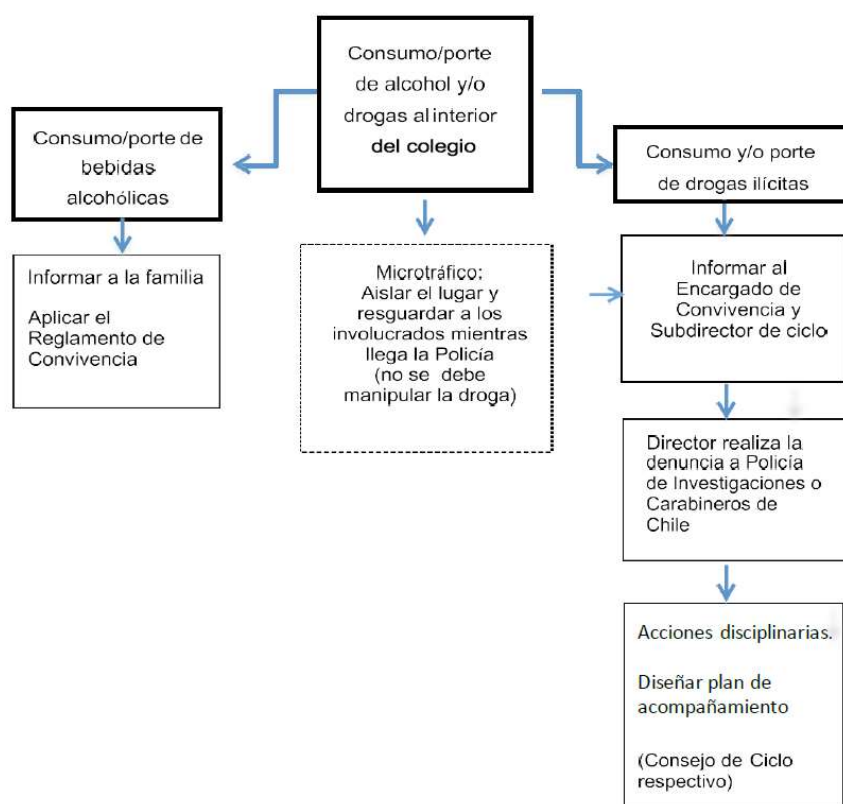 Consumo/porte
de alcohol y/o
drogas al interior
del colegio
Consumo/porte de
bebidas
alcohólicas
Consumo y/o porte
de drogas ilícitas
Informar a la familia
Aplicar el
Reglamento de
Convivencia
Microtráfico:
Aislar el lugar y
resguardar a los
involucrados mientras
llega la Policía
(no se debe
manipular la droga)
Informar al
Encargado de
Convivencia y
Subdirector de ciclo
Director realiza la
denuncia a Policía
de Investigaciones o
Carabineros de
Chile
Acciones disciplinarias.
Diseñar plan de
acompañamiento
(Consejo de Ciclo
respectivo)